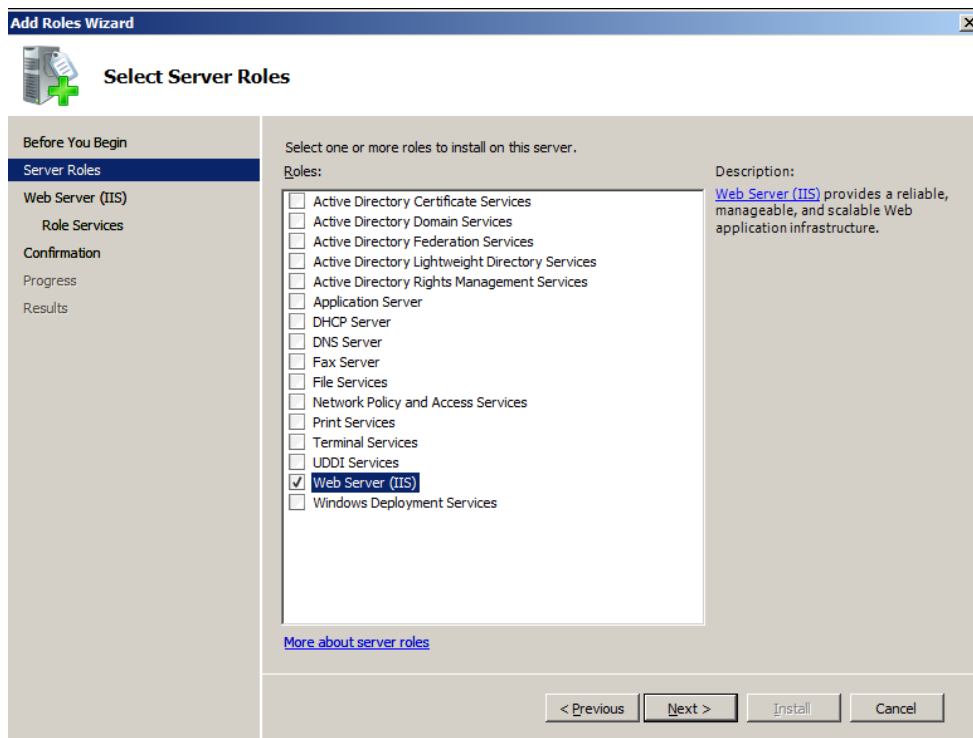 Add Roles Wizard
Select Server Roles
Before You Begin
Server Roles
Web Server (IIS)
Role Services
Confirmation
Progress
Results
Select one or more roles to install on this server.
Roles:
Active Directory Certificate Services
Active Directory Domain Services
Active Directory Federation Services
Active Directory Lightweight Directory Services
Active Directory Rights Management Services
Application Server
DHCP Server
DNS Server
Fax Server
File Services
Network Policy and Access Services
Print Services
Terminal Services
UDDI Services
Web Server (IIS)
Windows Deployment Services
More about server roles
Description:
Web Server (IIS) provides a reliable,
manageable, and scalable Web
application infrastructure.
< Previous
Next >
Install
Cancel